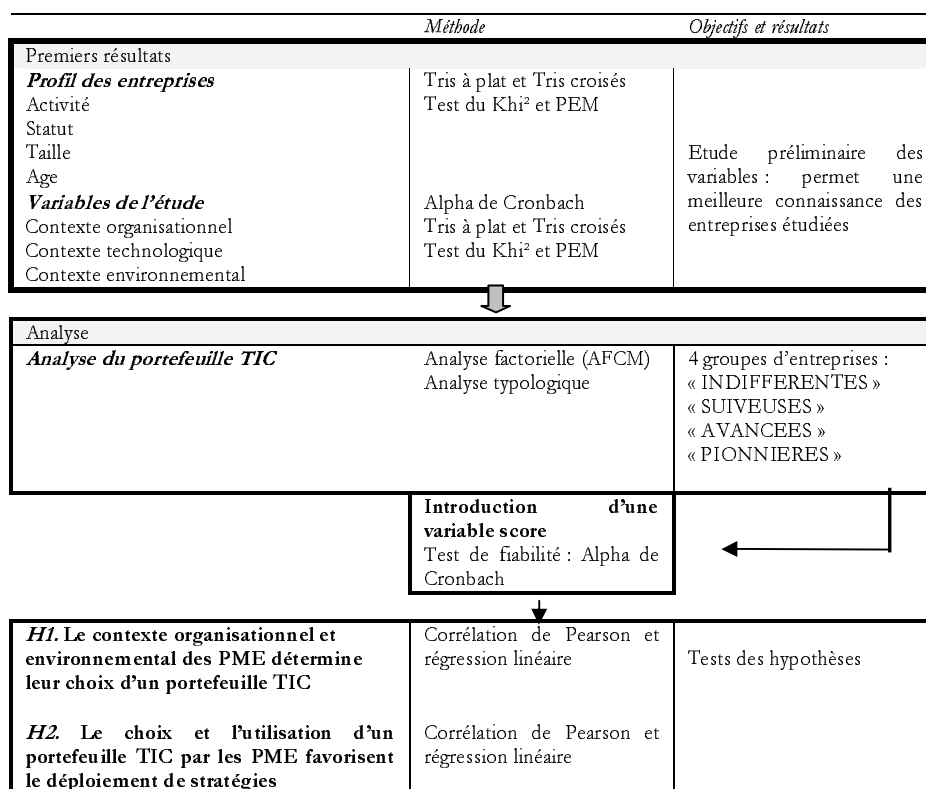 Méthode Objectifs et résultats
Premiers résultats
Profil des entreprises Tris à plat et Tris croisés
Activité Test du Khi² et PEM
Statut
Taille Etude préliminaire des
Age variables : permet une
Variables de l'étude Alpha de Cronbach meilleure connaissance des
Contexte organisationnel Tris à plat et Tris croisés entreprises étudiées
Contexte technologique Test du Khi² et PEM
Contexte environnemental
Analyse
Analyse du portefeuille TIC Analyse factorielle (AFCM) 4 groupes d'entreprises :
Analyse typologique « INDIFFERENTES »
« SUIVEUSES »
« AVANCEES »
« PIONNIERES »
Introduction d'une
variable score
Test de fiabilité : Alpha de
Cronbach
H1. Le contexte organisationnel et Corrélation de Pearson et
environnemental des PME détermine régression linéaire Tests des hypothèses
leur choix d'un portefeuille TIC
H2. Le choix et l'utilisation d'un Corrélation de Pearson et
portefeuille TIC par les PME favorisent régression linéaire
le déploiement de stratégies